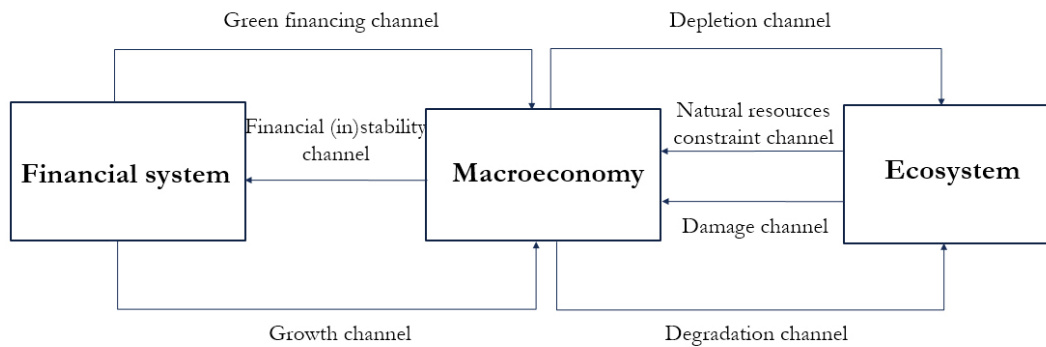 Green financing channel
Depletion channel
Financial (in)stability
channel
Natural resources
constraint channel
Financial system
Macroeconomy
Ecosystem
Damage channel
Growth channel
Degradation channel